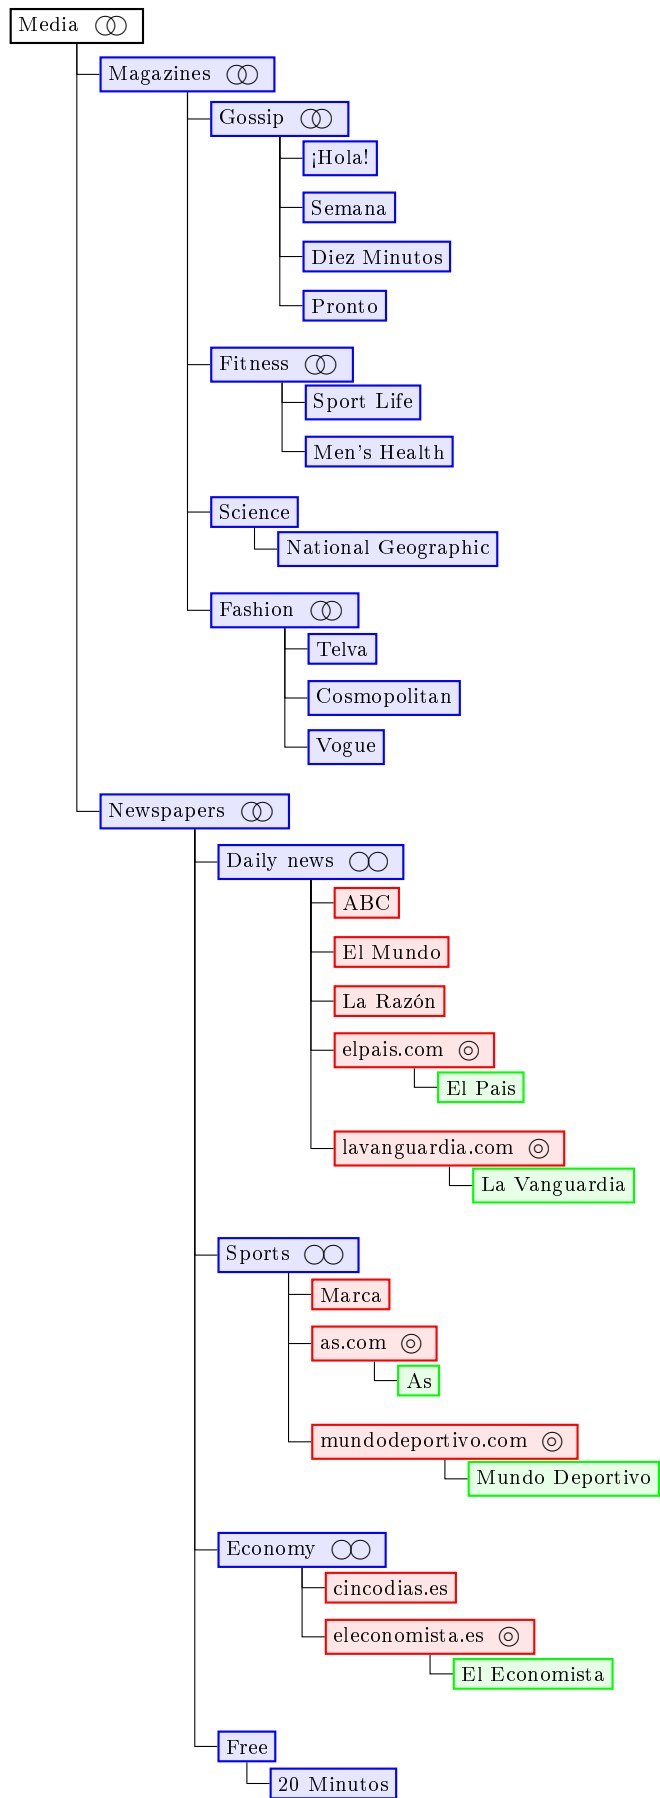 Media
Magazines
Gossip
¡Hola!
Semana
Diez Minutos
Pronto
Fitness
Sport Life
Men's Health
Science
National Geographic
Fashion
Telva
Cosmopolitan
Vogue
Newspapers
Daily news
ABC
El Mundo
La Razón
elpais.com
El Pais
lavanguardia.com
La Vanguardia
Sports
Marca
as.com
As
mundodeportivo.com
Mundo Deportivo
Economy
cincodias.es
eleconomista.es
El Economista
Free
20 Minutos